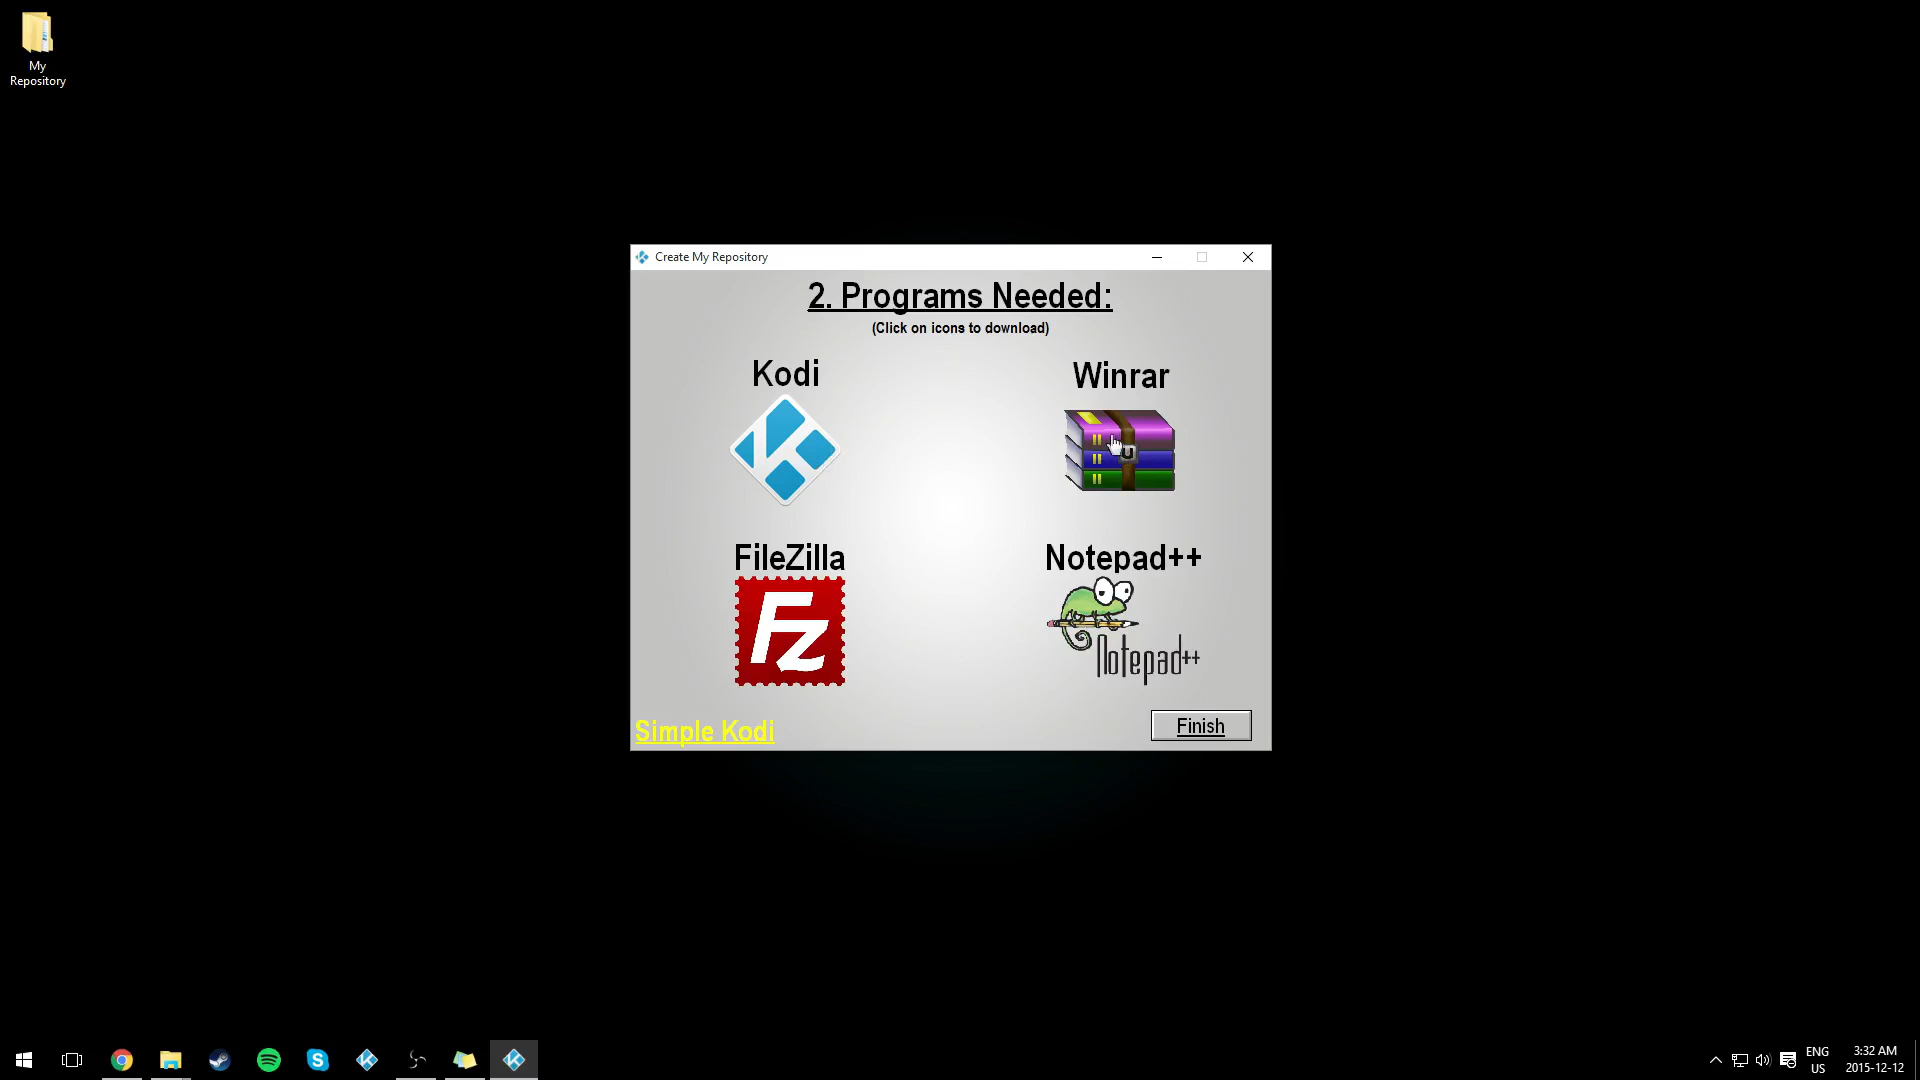 My
Repository
Create My Repository
2. Programs Needed:
(Click on icons to download)
Kodi
Winrar
FileZilla
Notepad++
Fz
Notepad++
Simple Kodi
Finish
ENG
US
3:32 AM
2015-12-12